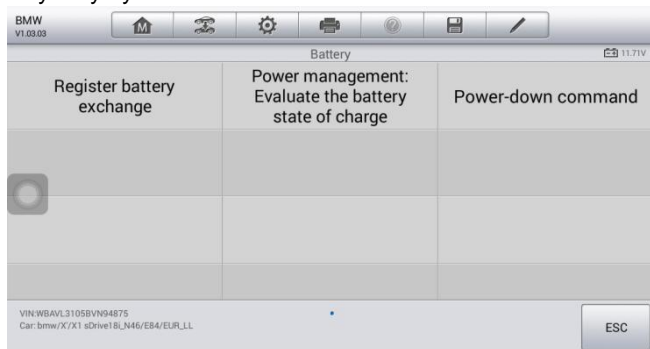 BMW
V1.03.03
M
Battery
11.71V
Register battery
exchange
Power management:
Evaluate the battery
state of charge
Power-down command
VIN:WBAVL3105BVN94875
Car: bmw/X'/X1 sDrive18i_N46/E84/EUR_LL
ESC